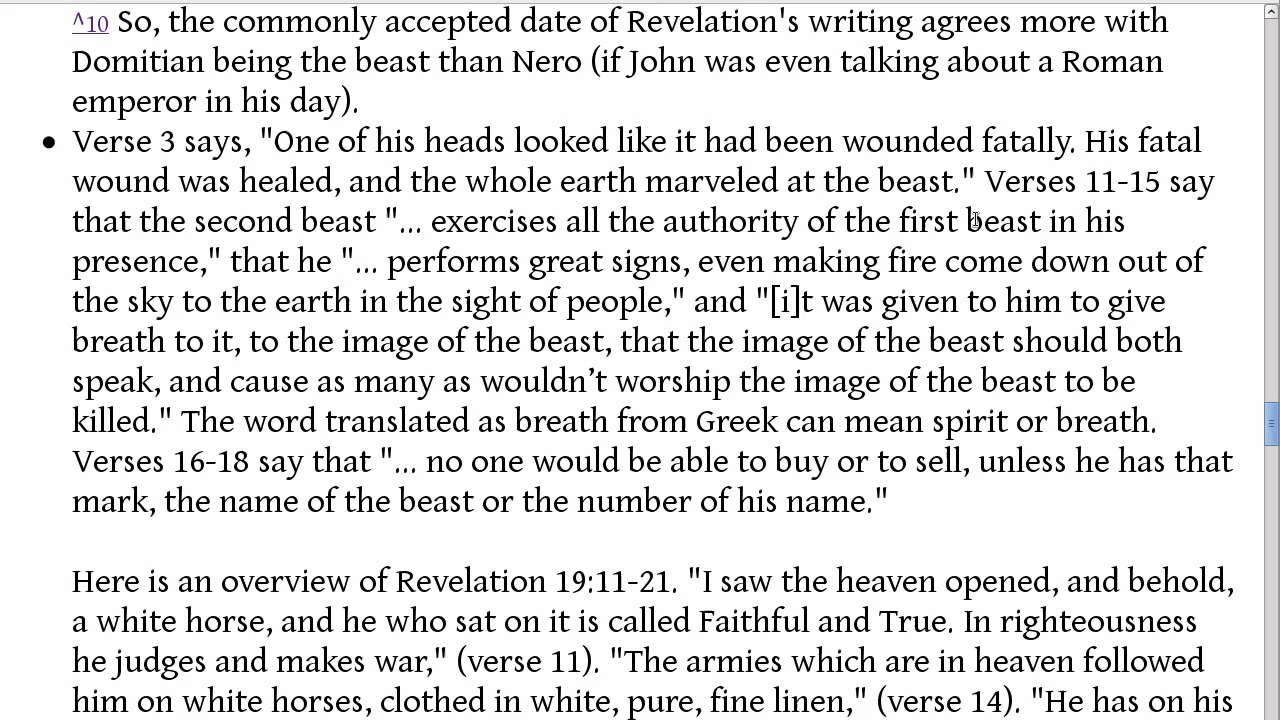 ^10 So, the commonly accepted date of Revelation's writing agrees more with
Domitian being the beast than Nero (if John was even talking about a Roman
emperor in his day).
• Verse 3 says, "One of his heads looked like it had been wounded fatally. His fatal
wound was healed, and the whole earth marveled at the beast." Verses 11-15 say
that the second beast "... exercises all the authority of the first beast in his
presence," that he "... performs great signs, even making fire come down out of
the sky to the earth in the sight of people," and "[i]t was given to him to give
breath to it, to the image of the beast, that the image of the beast should both
speak, and cause as many as wouldn’t worship the image of the beast to be
killed." The word translated as breath from Greek can mean spirit or breath.
Verses 16-18 say that "... no one would be able to buy or to sell, unless he has that
mark, the name of the beast or the number of his name."
Here is an overview of Revelation 19:11-21. "I saw the heaven opened, and behold,
a white horse, and he who sat on it is called Faithful and True. In righteousness
he judges and makes war," (verse 11). "The armies which are in heaven followed
him on white horses, clothed in white, pure, fine linen," (verse 14). "He has on his